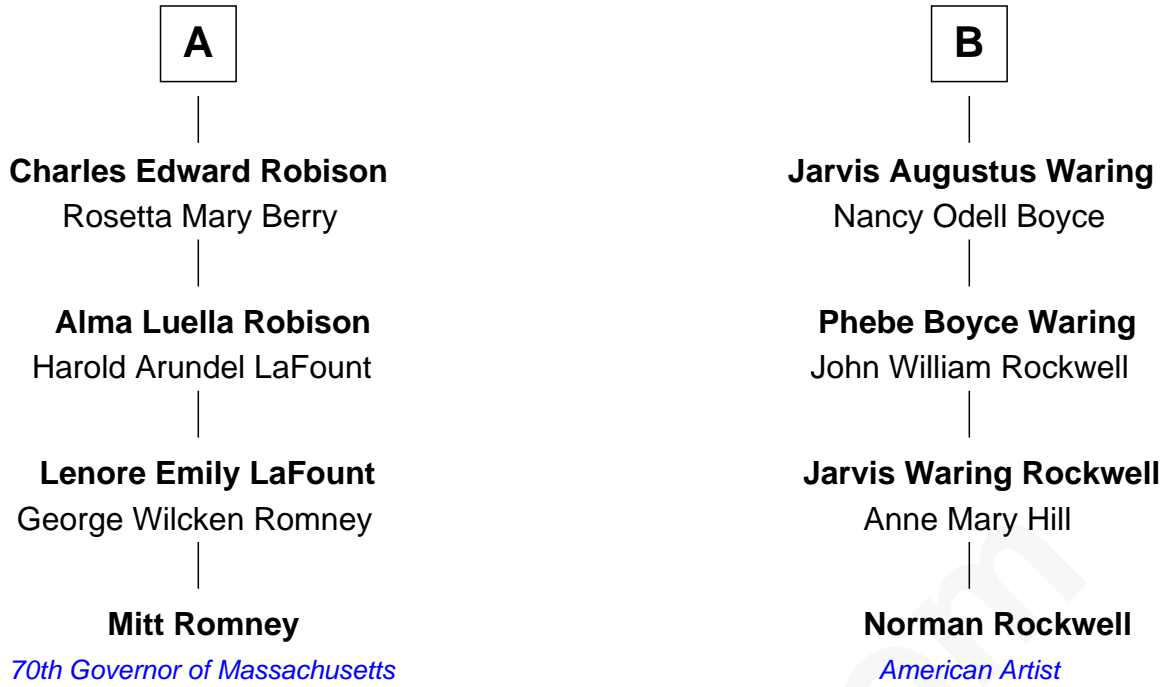 A
B
Charles Edward Robison
Rosetta Mary Berry
Jarvis Augustus Waring
Nancy Odell Boyce
Alma Luella Robison
Harold Arundel LaFount
Phebe Boyce Waring
John William Rockwell
Lenore Emily LaFount
George Wilcken Romney
Jarvis Waring Rockwell
Anne Mary Hill
Mitt Romney
70th Governor of Massachusetts
Norman Rockwell
American Artist